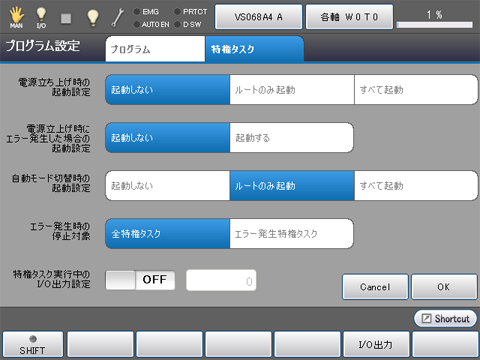 MAN I/O EMG PRTCT AUTO EN D SW VS068A4 A 各軸 W 0 T 0 1 %
プログラム設定 プログラム 特権タスク
電源立ち上げ時の
起動設定
起動しない ルートのみ起動 すべて起動
電源立上げ時に
エラー発生した場合の
起動設定
起動しない 起動する
自動モード切替時の
起動設定
起動しない ルートのみ起動 すべて起動
エラー発生時の
停止対象
全特権タスク エラー発生特権タスク
特権タスク実行中の
I/O出力設定
OFF 0
Cancel OK
Shortcut
SHIFT I/O出力